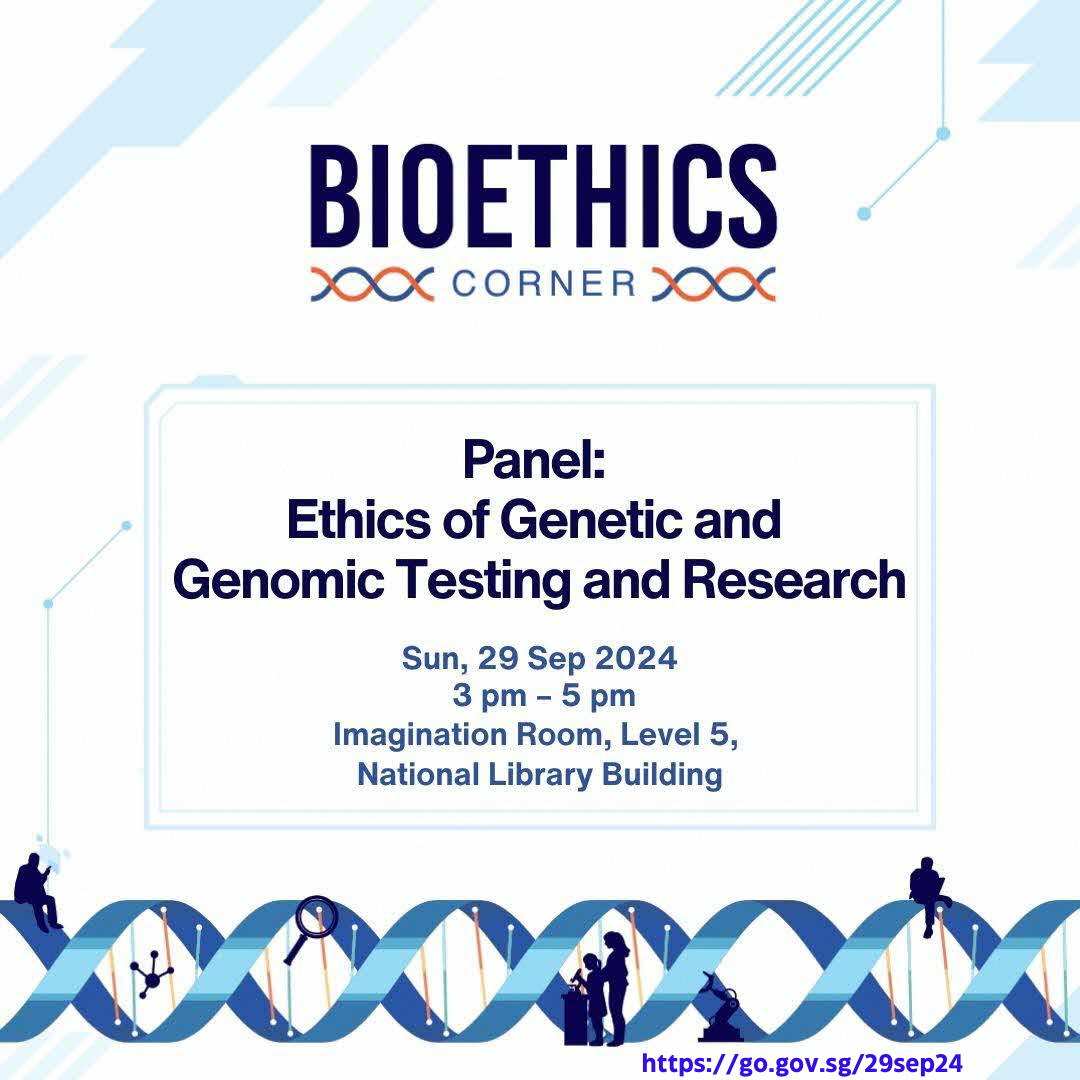 BIOETHICS
CORNER
Panel:
Ethics of Genetic and
Genomic Testing and Research
Sun, 29 Sep 2024
3 pm – 5 pm
Imagination Room, Level 5,
National Library Building
https://go.gov.sg/29sep24